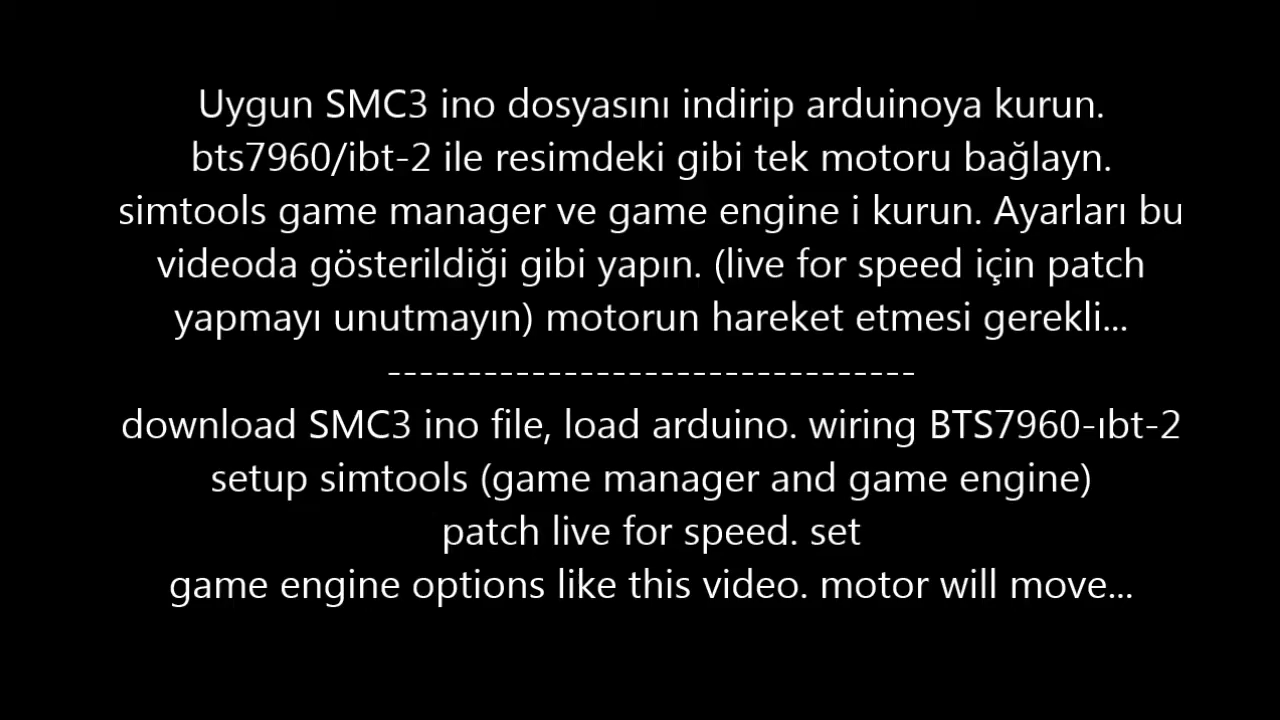 Uygun SMC3 ino dosyasını indirip arduinoya kurun.
bts7960/ibt-2 ile resimdeki gibi tek motoru bağlayn.
simtools game manager ve game engine i kurun. Ayarları bu
videoda gösterildiği gibi yapın. (live for speed için patch
yapmayı unutmayın) motorun hareket etmesi gerekli...
---------------------------------
download SMC3 ino file, load arduino. wiring BTS7960-ıbt-2
setup simtools (game manager and game engine)
patch live for speed. set
game engine options like this video. motor will move...